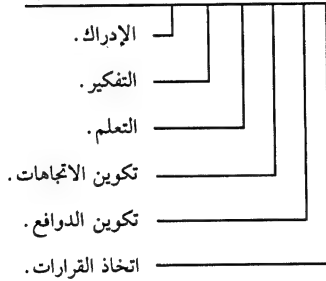 الإدراك.
التفكير.
التعلم.
تكوين الاتجاهات.
تكوين الدوافع.
اتخاذ القرارات.